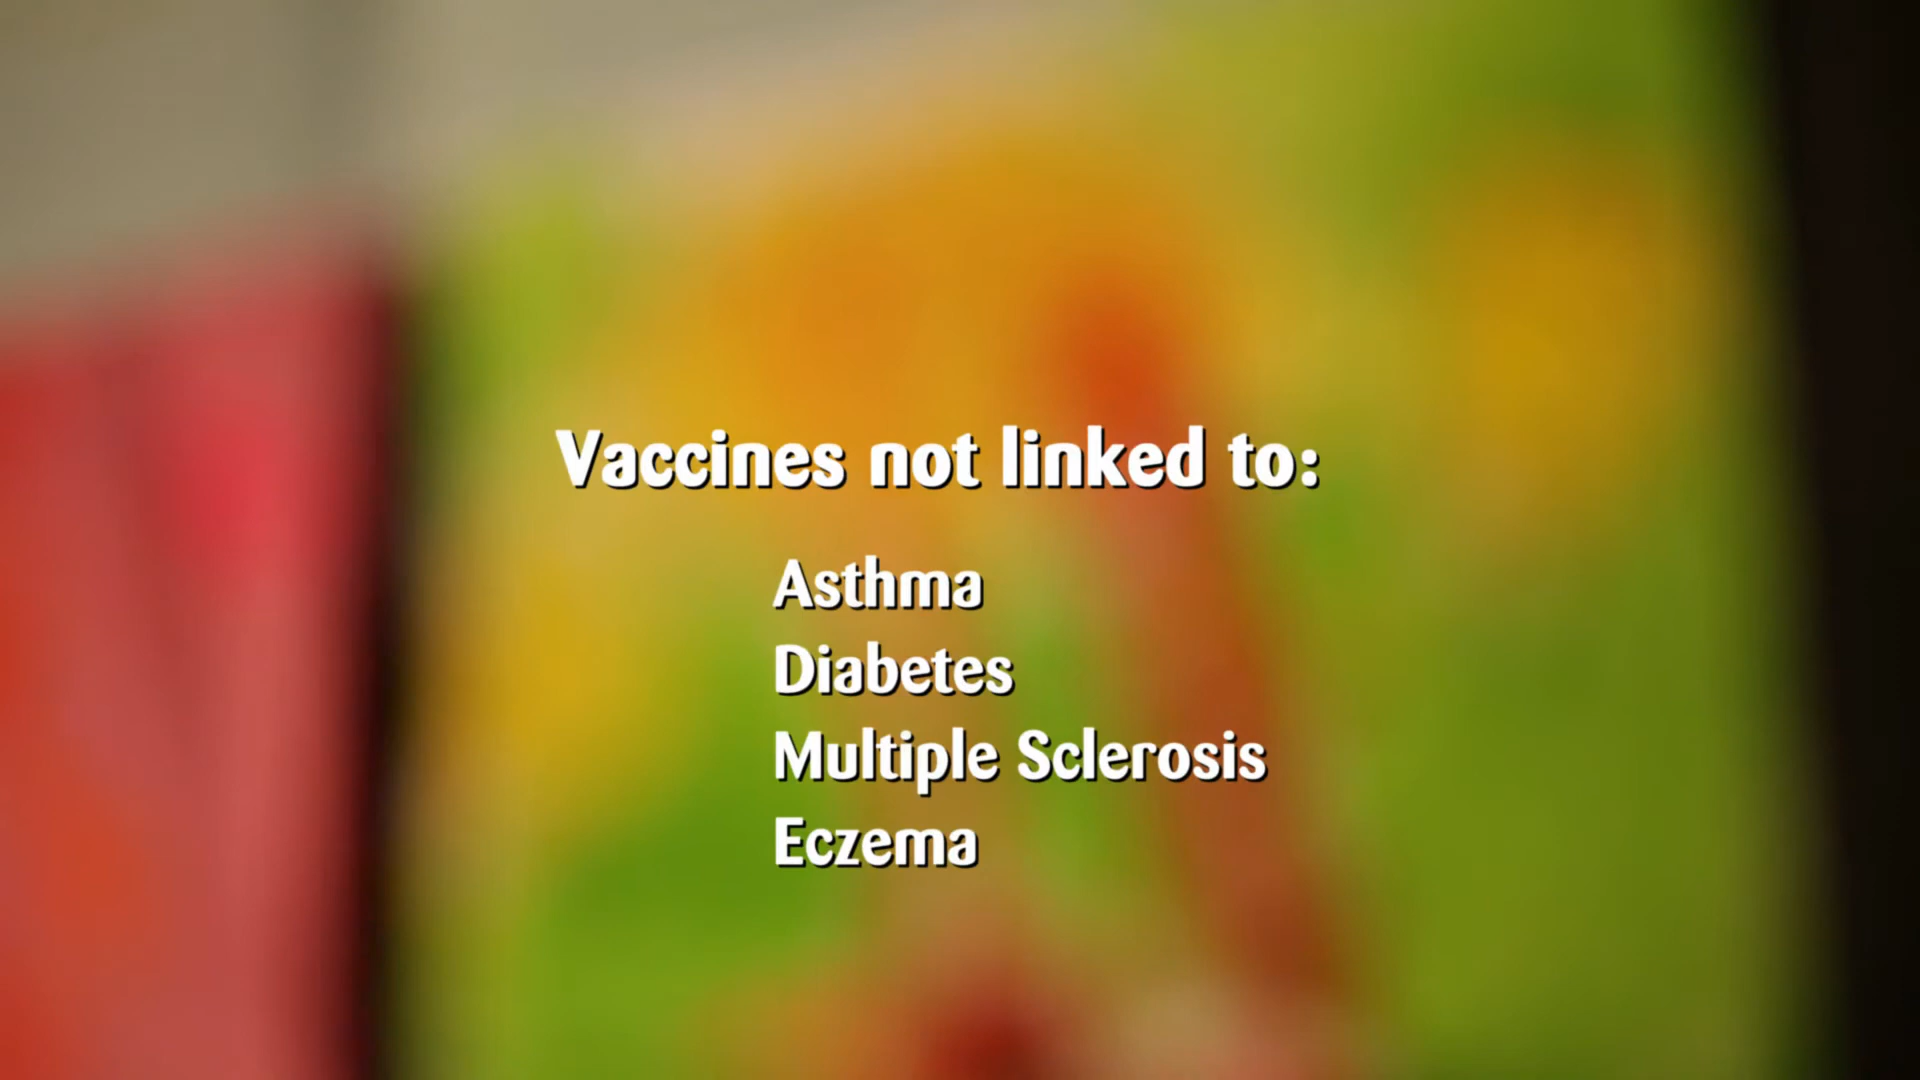 Vaccines not linked to:
Asthma
Diabetes
Multiple Sclerosis
Eczema